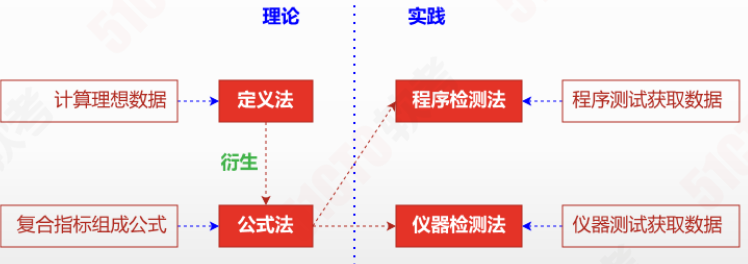 理论
实践
计算理想数据
定义法
程序检测法
程序测试获取数据
衍生
复合指标组成公式
公式法
仪器检测法
仪器测试获取数据